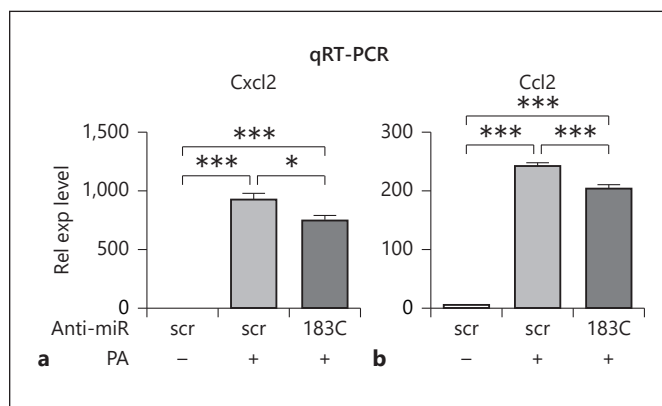 qRT-PCR
Cxcl2
Ccl2
Rel exp level
1,500
1,000
500
0
***
***
*
300
200
100
0
***
***
***
Anti-miR scr scr 183C scr scr 183C
a PA – + + b – + +